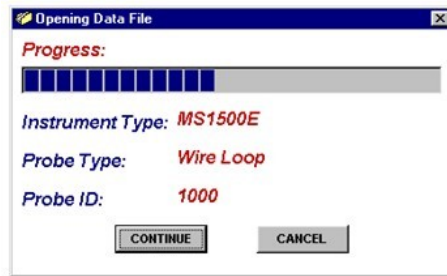 Opening Data File
Progress:
Instrument Type: MS1500E
Probe Type: Wire Loop
Probe ID: 1000
CONTINUE CANCEL